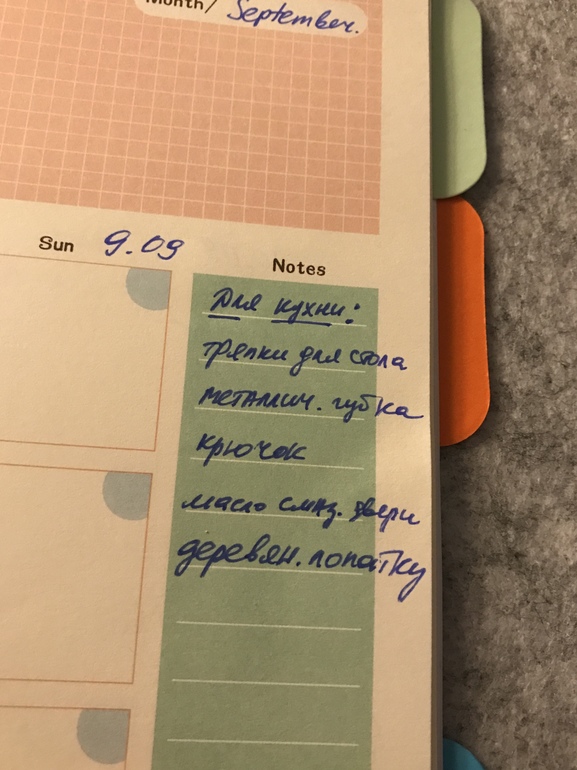 Month/ September.
Sun 9.09
Notes
Для кухни:
тряпки для стола
металлич. губка
крючок
масло смаз. двери
деревян. лопатку